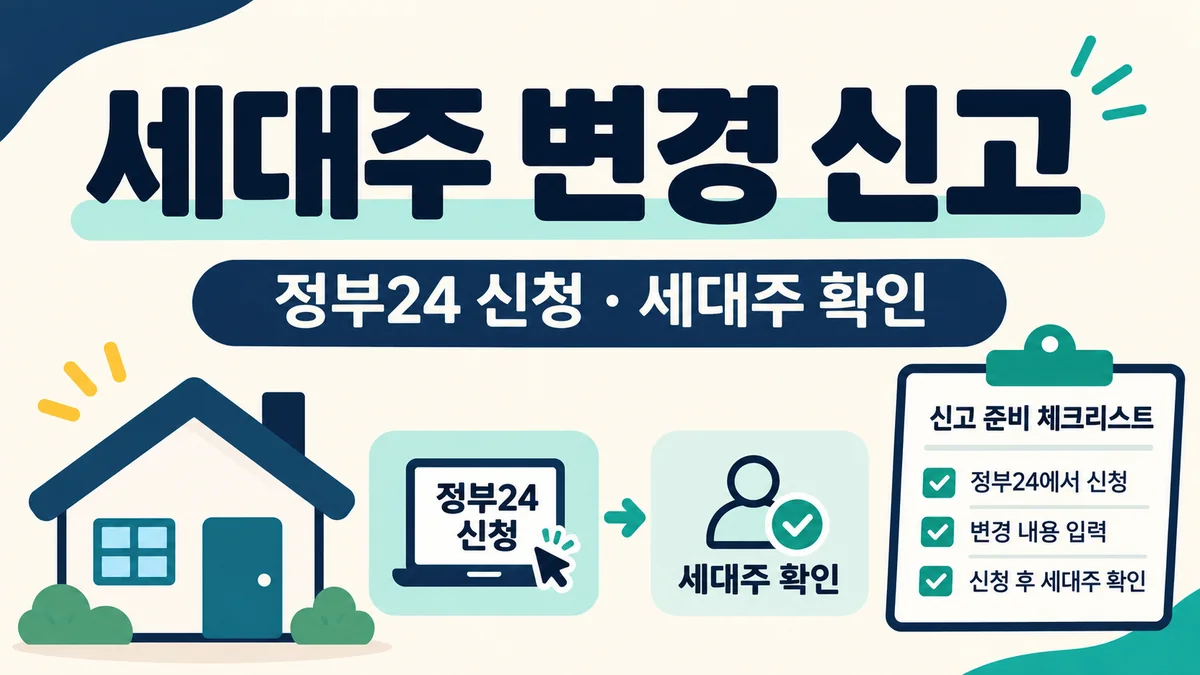 세대주 변경 신고
정부24 신청 · 세대주 확인
정부24
신청
세대주 확인
신고 준비 체크리스트
정부24에서 신청
변경 내용 입력
신청 후 세대주 확인